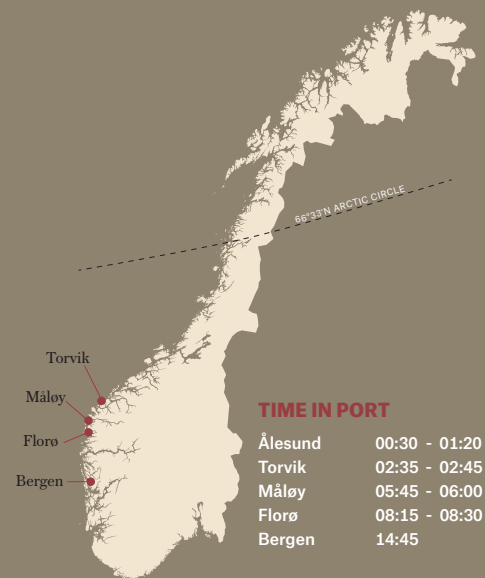 66°33'N ARCTIC CIRCLE
Torvik
Måløy
Florø
Bergen
TIME IN PORT
Ålesund 00:30 - 01:20
Torvik 02:35 - 02:45
Måløy 05:45 - 06:00
Florø 08:15 - 08:30
Bergen 14:45